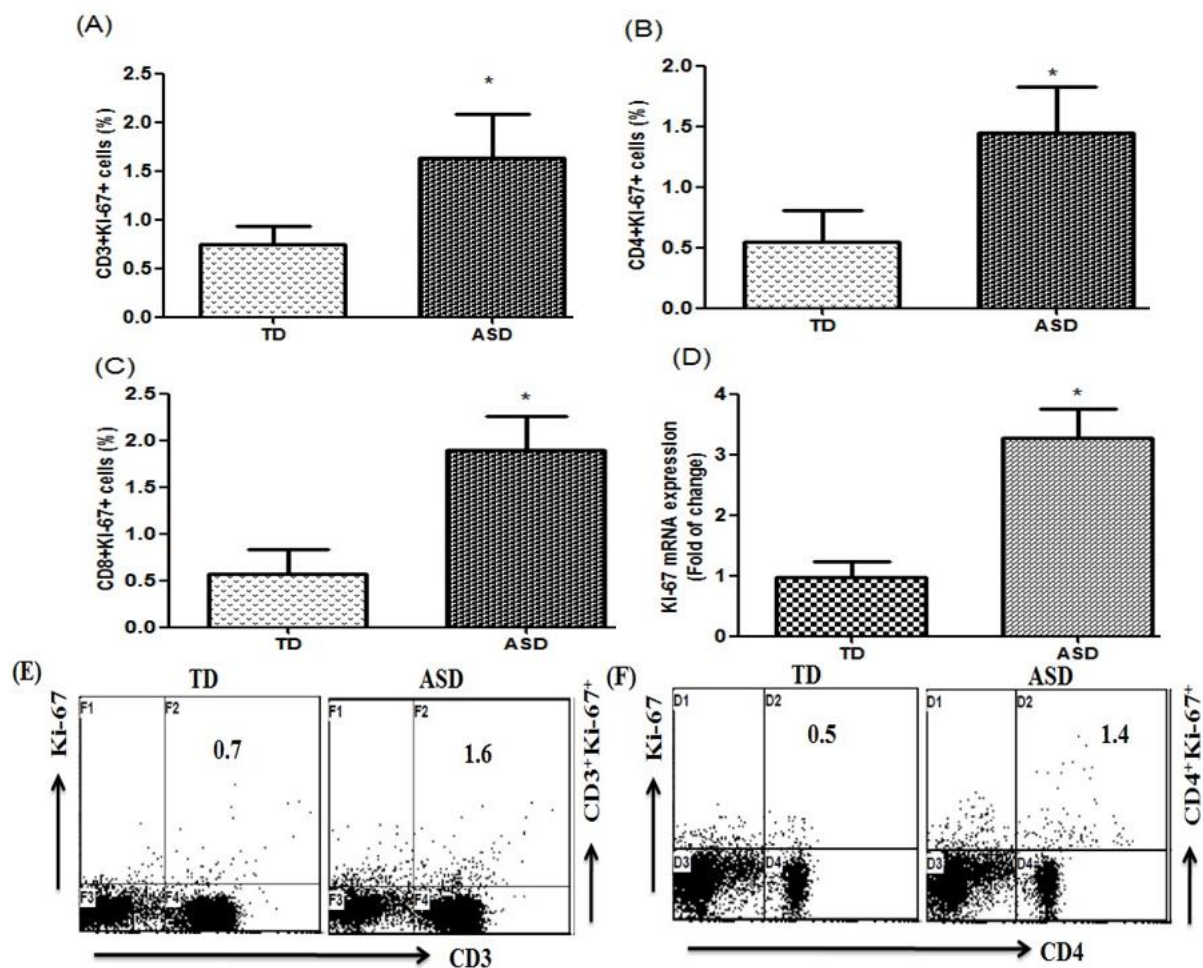 (A)
CD3+KI-67+ cells (%)
2.5
2.0
1.5
1.0
0.5
0.0
*
TD
ASD
(B)
CD4+KI-67+ cells (%)
2.0
1.5
1.0
0.5
0.0
*
TD
ASD
(C)
CD8+KI-67+ cells (%)
2.5
2.0
1.5
1.0
0.5
0.0
*
TD
ASD
(D)
KI-67 mRNA expression
(Fold of change)
4
3
2
1
0
*
TD
ASD
(E)
TD
ASD
Ki-67
F1
F2
0.7
F3
F4
F1
F2
1.6
F3
F4
CD3⁺Ki-67⁺
CD3
(F)
TD
ASD
Ki-67
D1
D2
0.5
D3
D4
D1
D2
1.4
D3
D4
CD4⁺Ki-67⁺
CD4